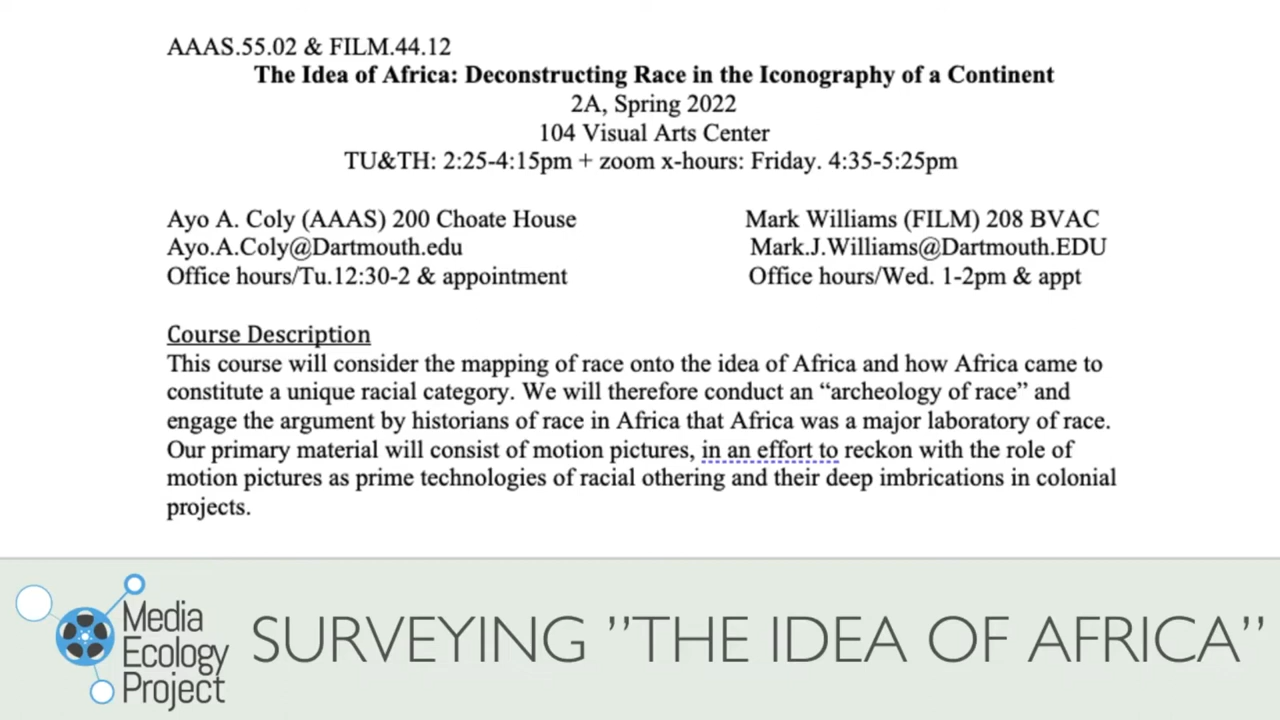 AAAS.55.02 & FILM.44.12
The Idea of Africa: Deconstructing Race in the Iconography of a Continent
2A, Spring 2022
104 Visual Arts Center
TU&TH: 2:25-4:15pm + zoom x-hours: Friday. 4:35-5:25pm
Ayo A. Coly (AAAS) 200 Choate House
Ayo.A.Coly@Dartmouth.edu
Office hours/Tu.12:30-2 & appointment
Mark Williams (FILM) 208 BVAC
Mark.J.Williams@Dartmouth.EDU
Office hours/Wed. 1-2pm & appt
Course Description
This course will consider the mapping of race onto the idea of Africa and how Africa came to
constitute a unique racial category. We will therefore conduct an “archeology of race” and
engage the argument by historians of race in Africa that Africa was a major laboratory of race.
Our primary material will consist of motion pictures, in an effort to reckon with the role of
motion pictures as prime technologies of racial othering and their deep imbrications in colonial
projects.
Media
Ecology
Project
SURVEYING ”THE IDEA OF AFRICA”